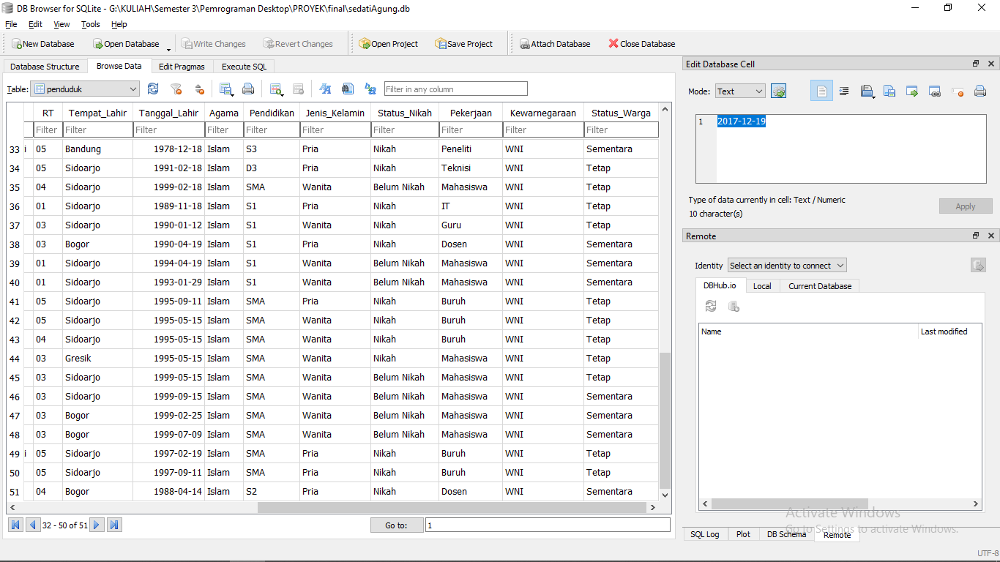 DB Browser for SQLite - G:\KULIAH\Semester 3\Pemrograman Desktop\PROYEK\final\sedatiAgung.db
File Edit View Tools Help
New Database Open Database Write Changes Revert Changes Open Project Save Project Attach Database Close Database
Database Structure Browse Data Edit Pragmas Execute SQL
Table: penduduk Filter in any column
RT Tempat_Lahir Tanggal_Lahir Agama Pendidikan Jenis_Kelamin Status_Nikah Pekerjaan Kewarnegaraan Status_Warga
Filter Filter Filter Filter Filter Filter Filter Filter Filter Filter
33 i 05 Bandung 1978-12-18 Islam S3 Pria Nikah Peneliti WNI Sementara
34 05 Sidoarjo 1991-02-18 Islam D3 Pria Nikah Teknisi WNI Tetap
35 04 Sidoarjo 1999-02-18 Islam SMA Wanita Belum Nikah Mahasiswa WNI Tetap
36 01 Sidoarjo 1989-11-18 Islam S1 Pria Nikah IT WNI Tetap
37 03 Sidoarjo 1990-01-12 Islam S1 Wanita Nikah Guru WNI Tetap
38 03 Bogor 1990-04-19 Islam S1 Pria Nikah Dosen WNI Sementara
39 01 Sidoarjo 1994-04-19 Islam S1 Wanita Belum Nikah Mahasiswa WNI Sementara
40 01 Sidoarjo 1993-01-29 Islam S1 Wanita Belum Nikah Mahasiswa WNI Sementara
41 05 Sidoarjo 1995-09-11 Islam SMA Pria Nikah Buruh WNI Tetap
42 05 Sidoarjo 1995-05-15 Islam SMA Wanita Nikah Buruh WNI Tetap
43 04 Sidoarjo 1995-05-15 Islam SMA Wanita Nikah Buruh WNI Tetap
44 03 Gresik 1995-05-15 Islam SMA Wanita Nikah Mahasiswa WNI Tetap
45 03 Sidoarjo 1999-05-15 Islam SMA Wanita Belum Nikah Mahasiswa WNI Tetap
46 03 Sidoarjo 1999-09-15 Islam SMA Wanita Belum Nikah Mahasiswa WNI Sementara
47 03 Bogor 1999-02-25 Islam SMA Wanita Belum Nikah Mahasiswa WNI Sementara
48 03 Bogor 1999-07-09 Islam SMA Wanita Belum Nikah Mahasiswa WNI Sementara
49 i 05 Sidoarjo 1997-02-19 Islam SMA Pria Nikah Buruh WNI Tetap
50 05 Sidoarjo 1997-09-11 Islam SMA Pria Nikah Buruh WNI Tetap
51 04 Bogor 1988-04-14 Islam S2 Pria Nikah Dosen WNI Sementara
32 - 50 of 51 Go to: 1
Edit Database Cell
Mode: Text
1 2017-12-19
Type of data currently in cell: Text / Numeric
10 character(s)
Apply
Remote
Identity Select an identity to connect
DBHub.io Local Current Database
Name Last modified
Activate Windows
Go to Settings to activate Windows.
SQL Log Plot DB Schema Remote
UTF-8